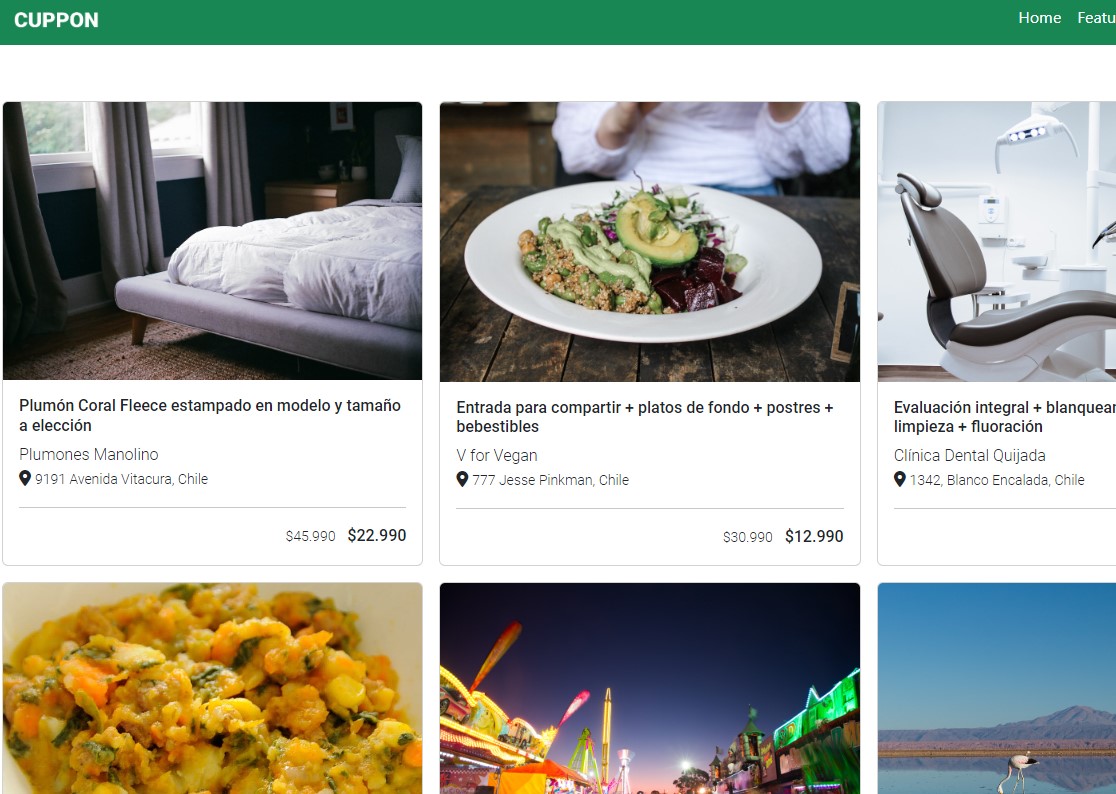 CUPPON
Home Featu
Plumón Coral Fleece estampado en modelo y tamaño
a elección
Plumones Manolino
9191 Avenida Vitacura, Chile
$45.990 $22.990
Entrada para compartir + platos de fondo + postres +
bebestibles
V for Vegan
777 Jesse Pinkman, Chile
$30.990 $12.990
Evaluación integral + blanquear
limpieza + fluoración
Clínica Dental Quijada
1342, Blanco Encalada, Chile